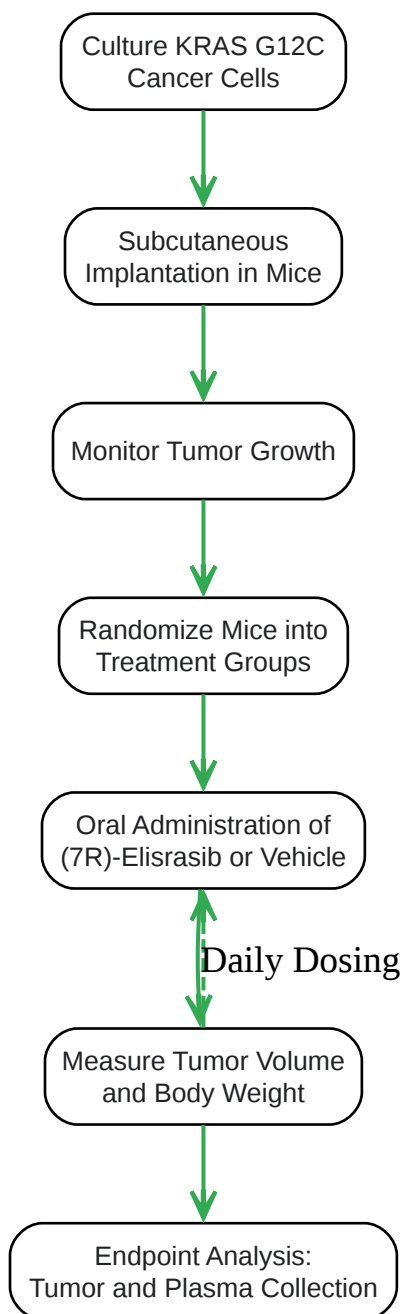 Culture KRAS G12C
Cancer Cells
Subcutaneous
Implantation in Mice
Monitor Tumor Growth
Randomize Mice into
Treatment Groups
Oral Administration of
(7R)-Elisrasib or Vehicle
Daily Dosing
Measure Tumor Volume
and Body Weight
Endpoint Analysis:
Tumor and Plasma Collection